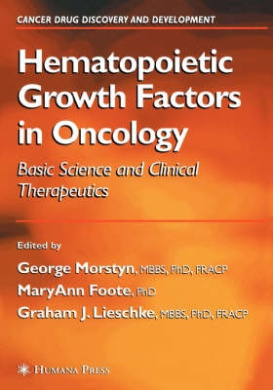 CANCER DRUG DISCOVERY AND DEVELOPMENT
Hematopoietic
Growth Factors
in Oncology
Basic Science and Clinical
Therapeutics
Edited by
George Morstyn, MBBS, PhD, FRACP
MaryAnn Foote, PhD
Graham J. Lieschke, MBBS, PhD, FRACP
HUMANA PRESS